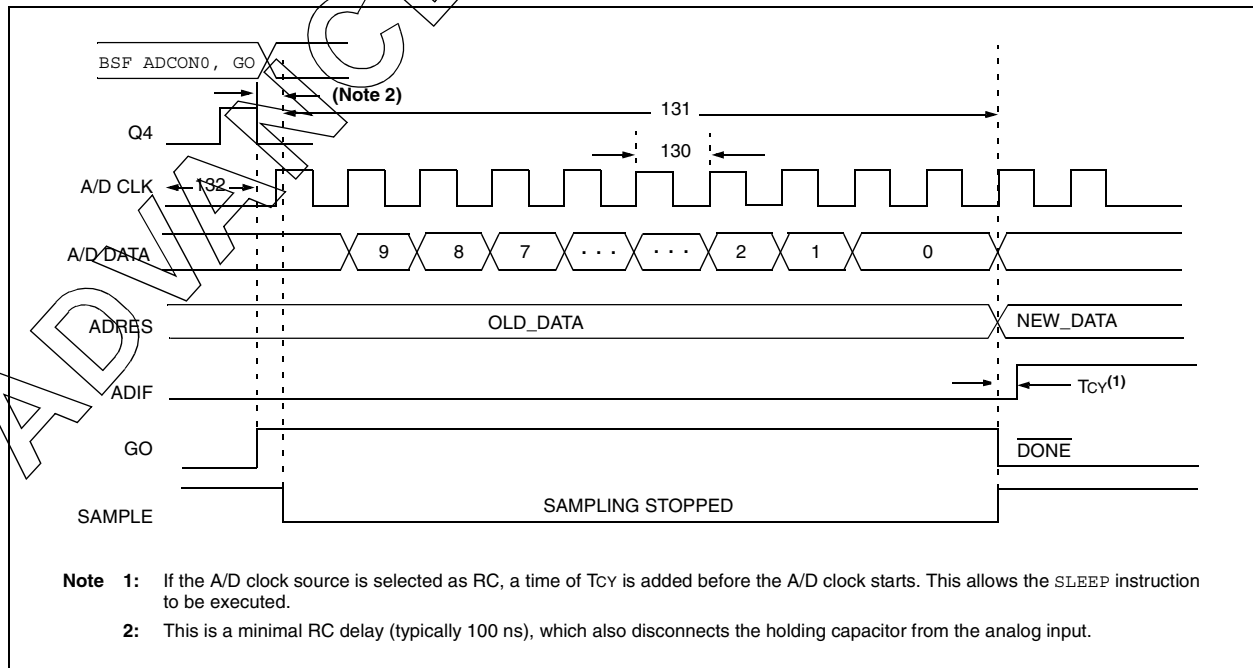 BSF ADCON0, GO
(Note 2)
131
Q4
130
A/D CLK
132
A/D DATA
9 8 7 . . . . . . 2 1 0
ADRES
OLD_DATA
NEW_DATA
ADIF
TCY(1)
GO
DONE
SAMPLING STOPPED
SAMPLE
Note 1: If the A/D clock source is selected as RC, a time of TCY is added before the A/D clock starts. This allows the SLEEP instruction
to be executed.
2: This is a minimal RC delay (typically 100 ns), which also disconnects the holding capacitor from the analog input.
ADVANC